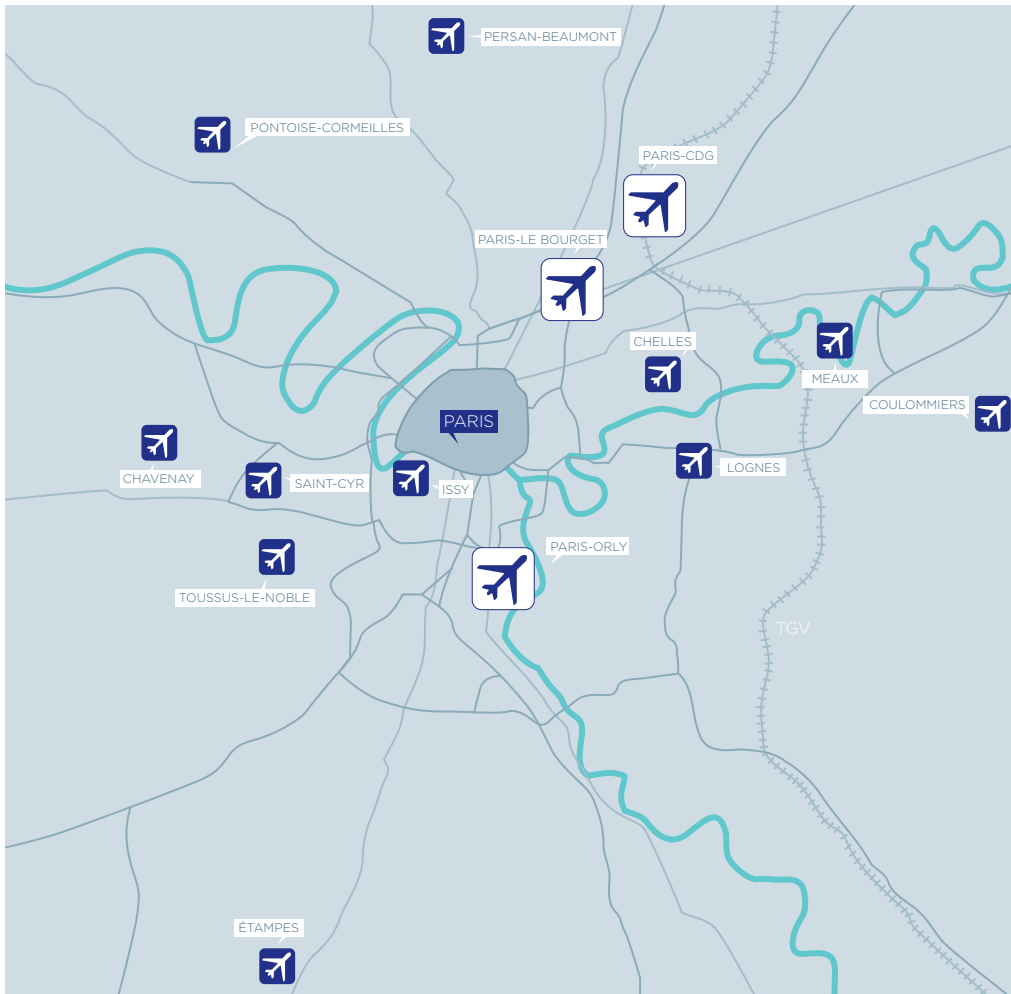 PERSAN-BEAUMONT
PONTOISE-CORMEILLES
PARIS-CDG
PARIS-LE BOURGET
CHELLES
MEAUX
COULOMMIERS
PARIS
CHAVENAY
SAINT-CYR
ISSY
LOGNES
PARIS-ORLY
TOUSSUS-LE-NOBLE
TGV
ÉTAMPES